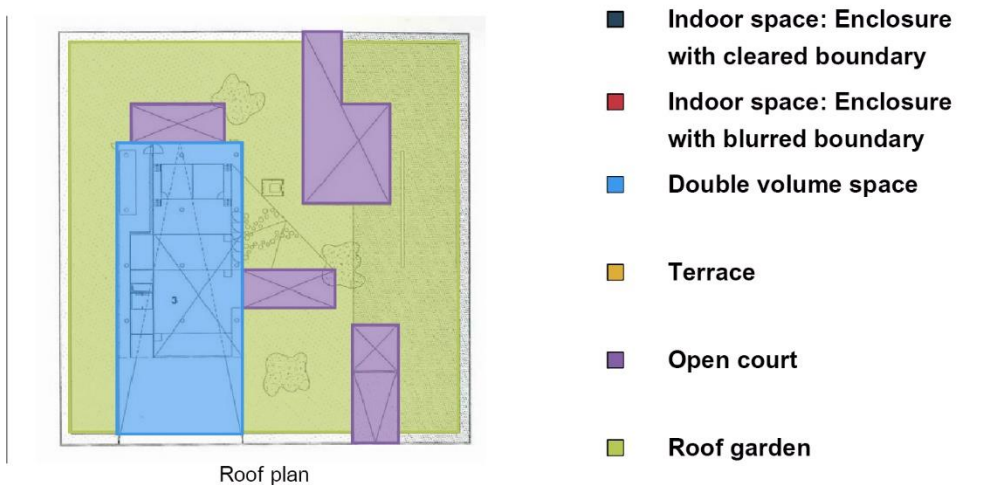 3
Roof plan
Indoor space: Enclosure
with cleared boundary
Indoor space: Enclosure
with blurred boundary
Double volume space
Terrace
Open court
Roof garden